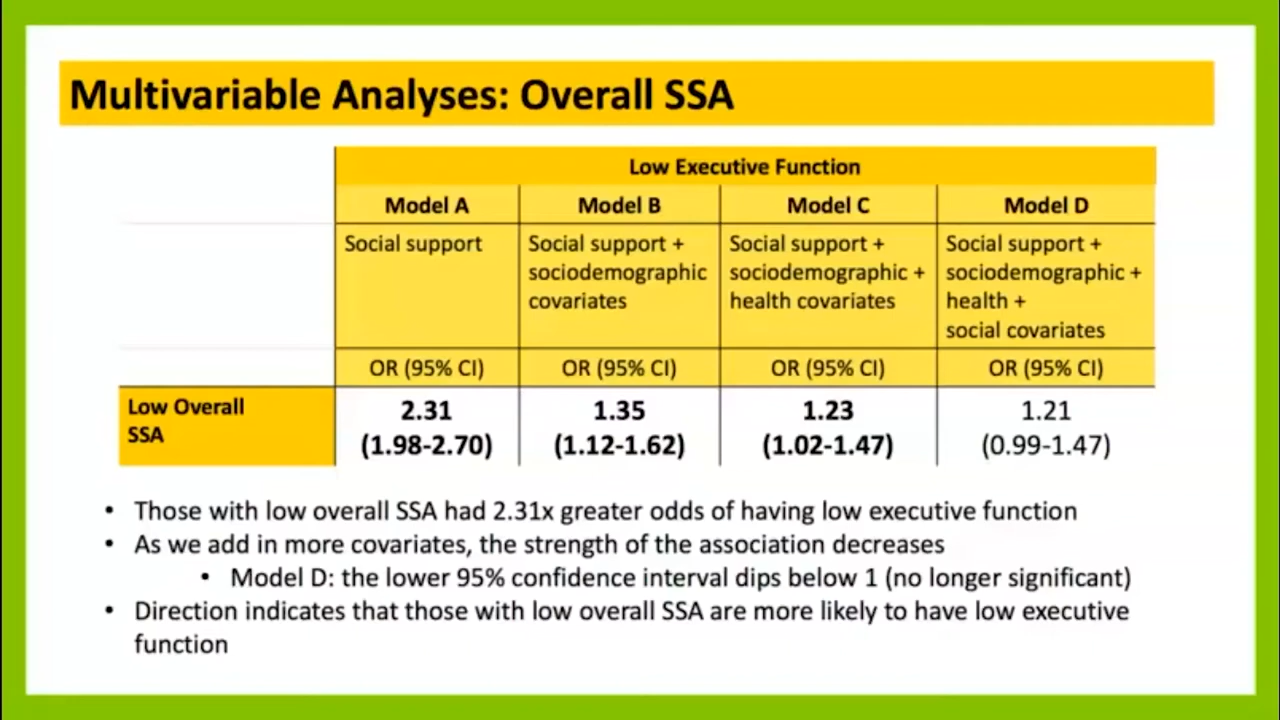 Multivariable Analyses: Overall SSA
Low Executive Function
Model A
Model B
Model C
Model D
Social support
Social support +
sociodemographic
covariates
Social support +
sociodemographic +
health covariates
Social support +
sociodemographic +
health +
social covariates
OR (95% CI)
OR (95% CI)
OR (95% CI)
OR (95% CI)
Low Overall
SSA
2.31
(1.98-2.70)
1.35
(1.12-1.62)
1.23
(1.02-1.47)
1.21
(0.99-1.47)
• Those with low overall SSA had 2.31x greater odds of having low executive function
• As we add in more covariates, the strength of the association decreases
• Model D: the lower 95% confidence interval dips below 1 (no longer significant)
• Direction indicates that those with low overall SSA are more likely to have low executive
function